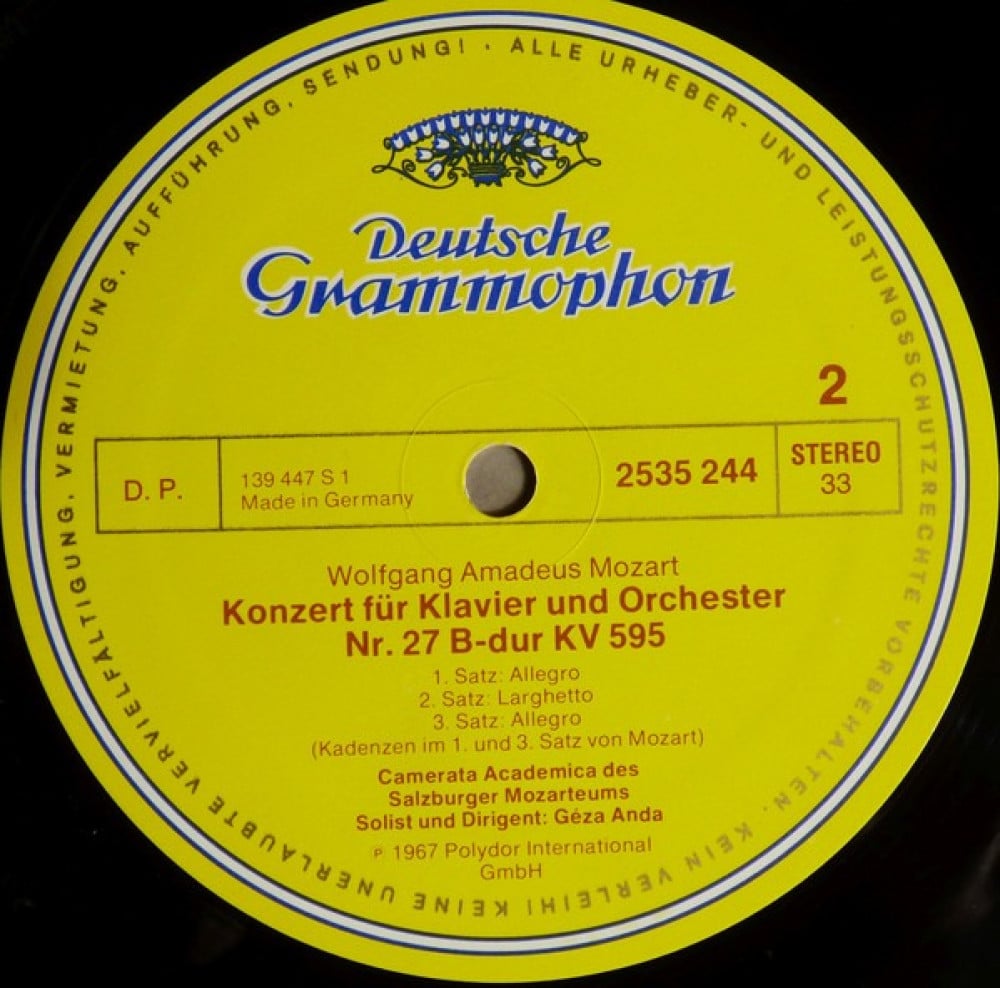 ALLE URHEBER- UND LEISTUNGSSCHUTZRECHTE VORBEHALTEN. KEIN VERLEIH! KEINE UNERLAUBTE VERVIELFÄLTIGUNG, VERMIETUNG, AUFFÜHRUNG, SENDUNG! ·
Deutsche
Grammophon
2
D. P.
139 447 S 1
Made in Germany
2535 244
STEREO
33
Wolfgang Amadeus Mozart
Konzert für Klavier und Orchester
Nr. 27 B-dur KV 595
1. Satz: Allegro
2. Satz: Larghetto
3. Satz: Allegro
(Kadenzen im 1. und 3. Satz von Mozart)
Camerata Academica des
Salzburger Mozarteums
Solist und Dirigent: Géza Anda
℗ 1967 Polydor International
GmbH